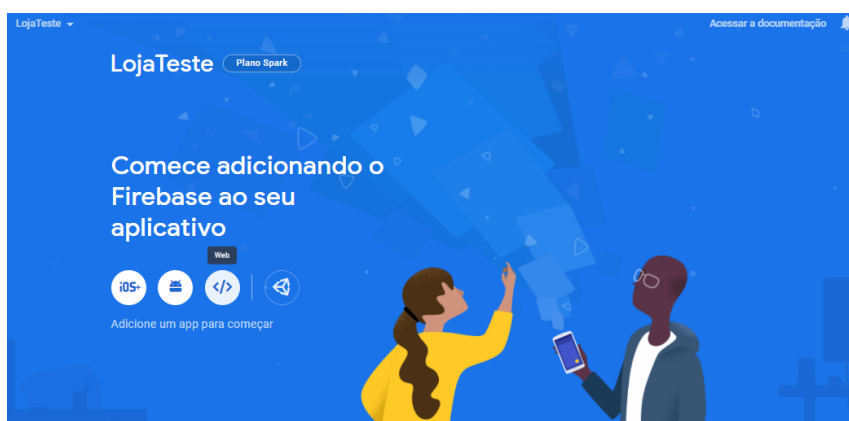 LojaTeste
Acessar a documentação
LojaTeste Plano Spark
Comece adicionando o
Firebase ao seu
aplicativo
Web
iOS+ </>
Adicione um app para começar